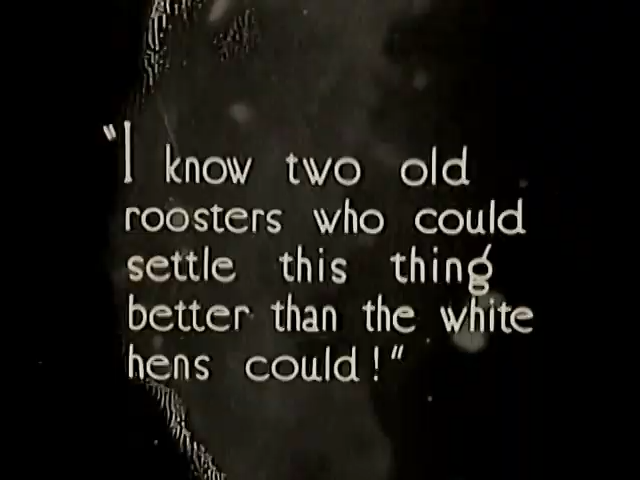 "I know two old
roosters who could
settle this thing
better than the white
hens could!"